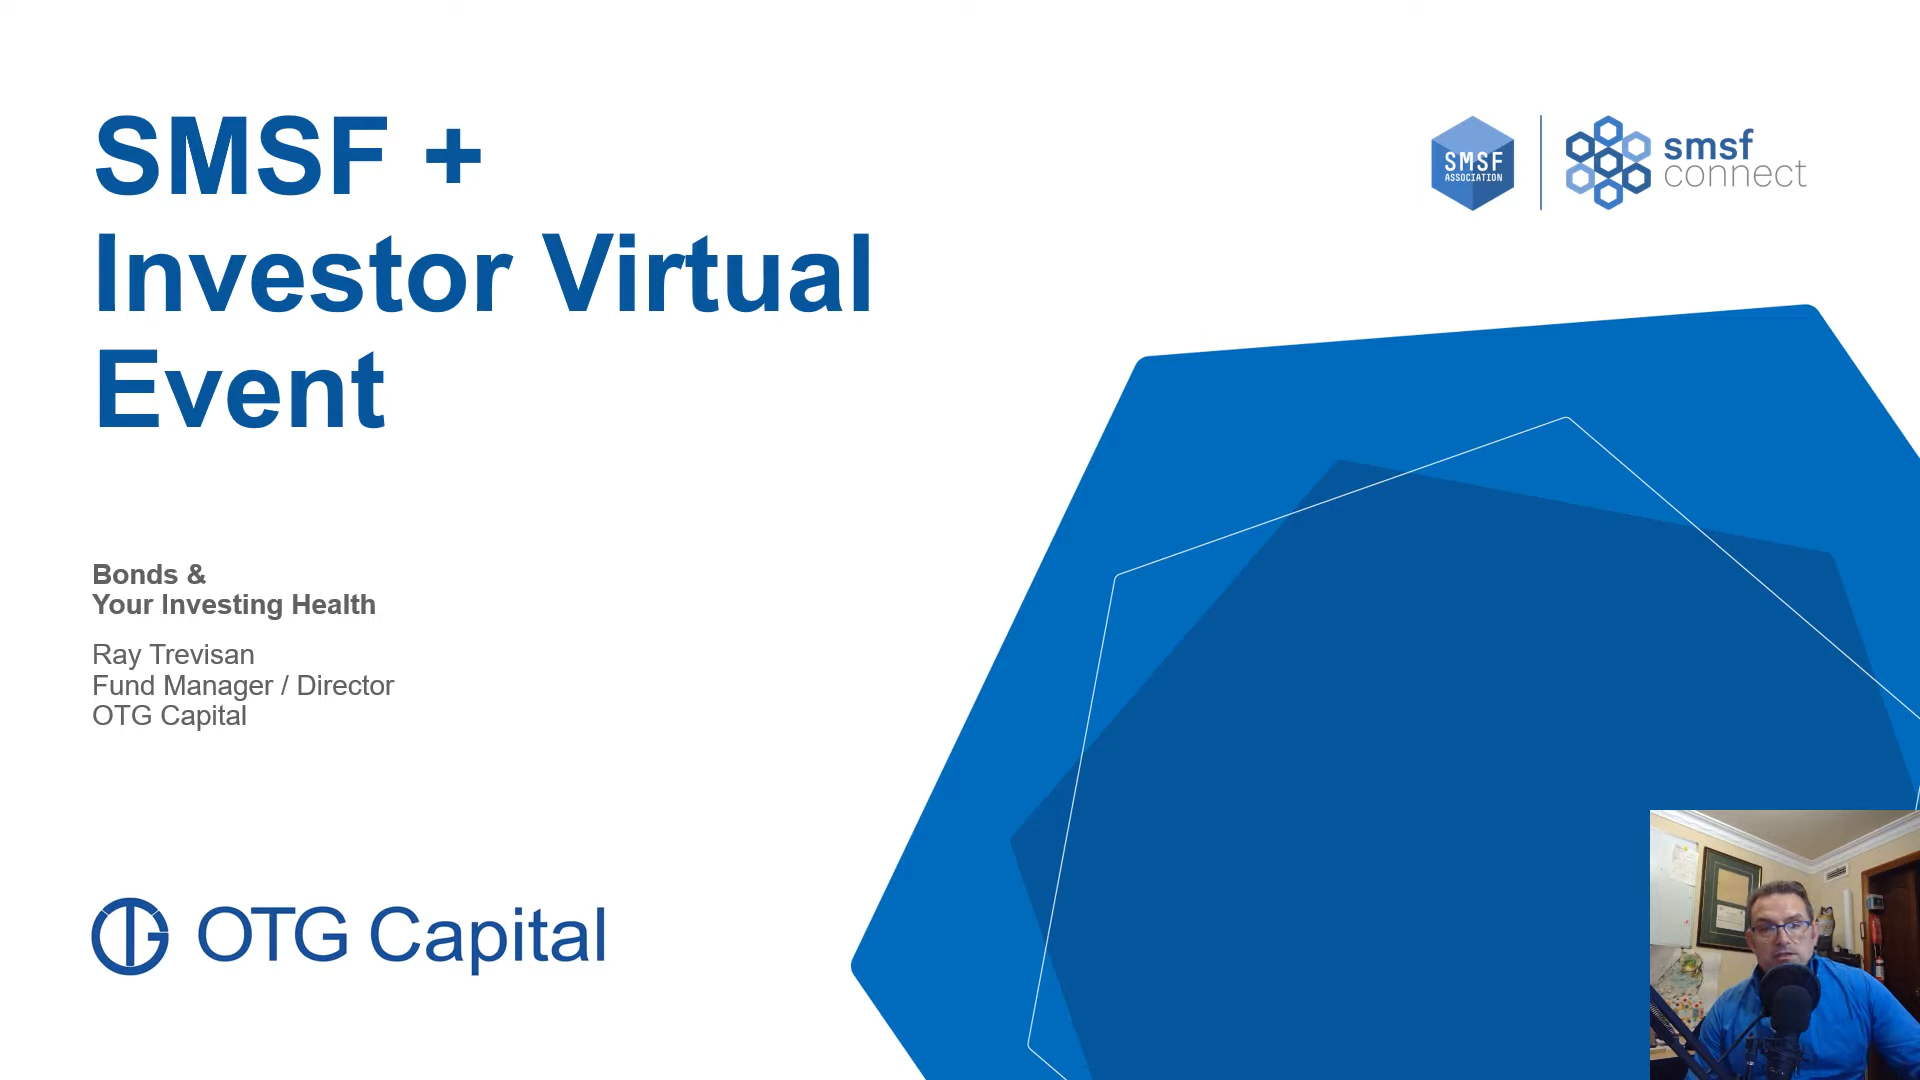 SMSF +
Investor Virtual
Event
SMSF
ASSOCIATION
smsf
connect
Bonds &
Your Investing Health
Ray Trevisan
Fund Manager / Director
OTG Capital
OTG Capital